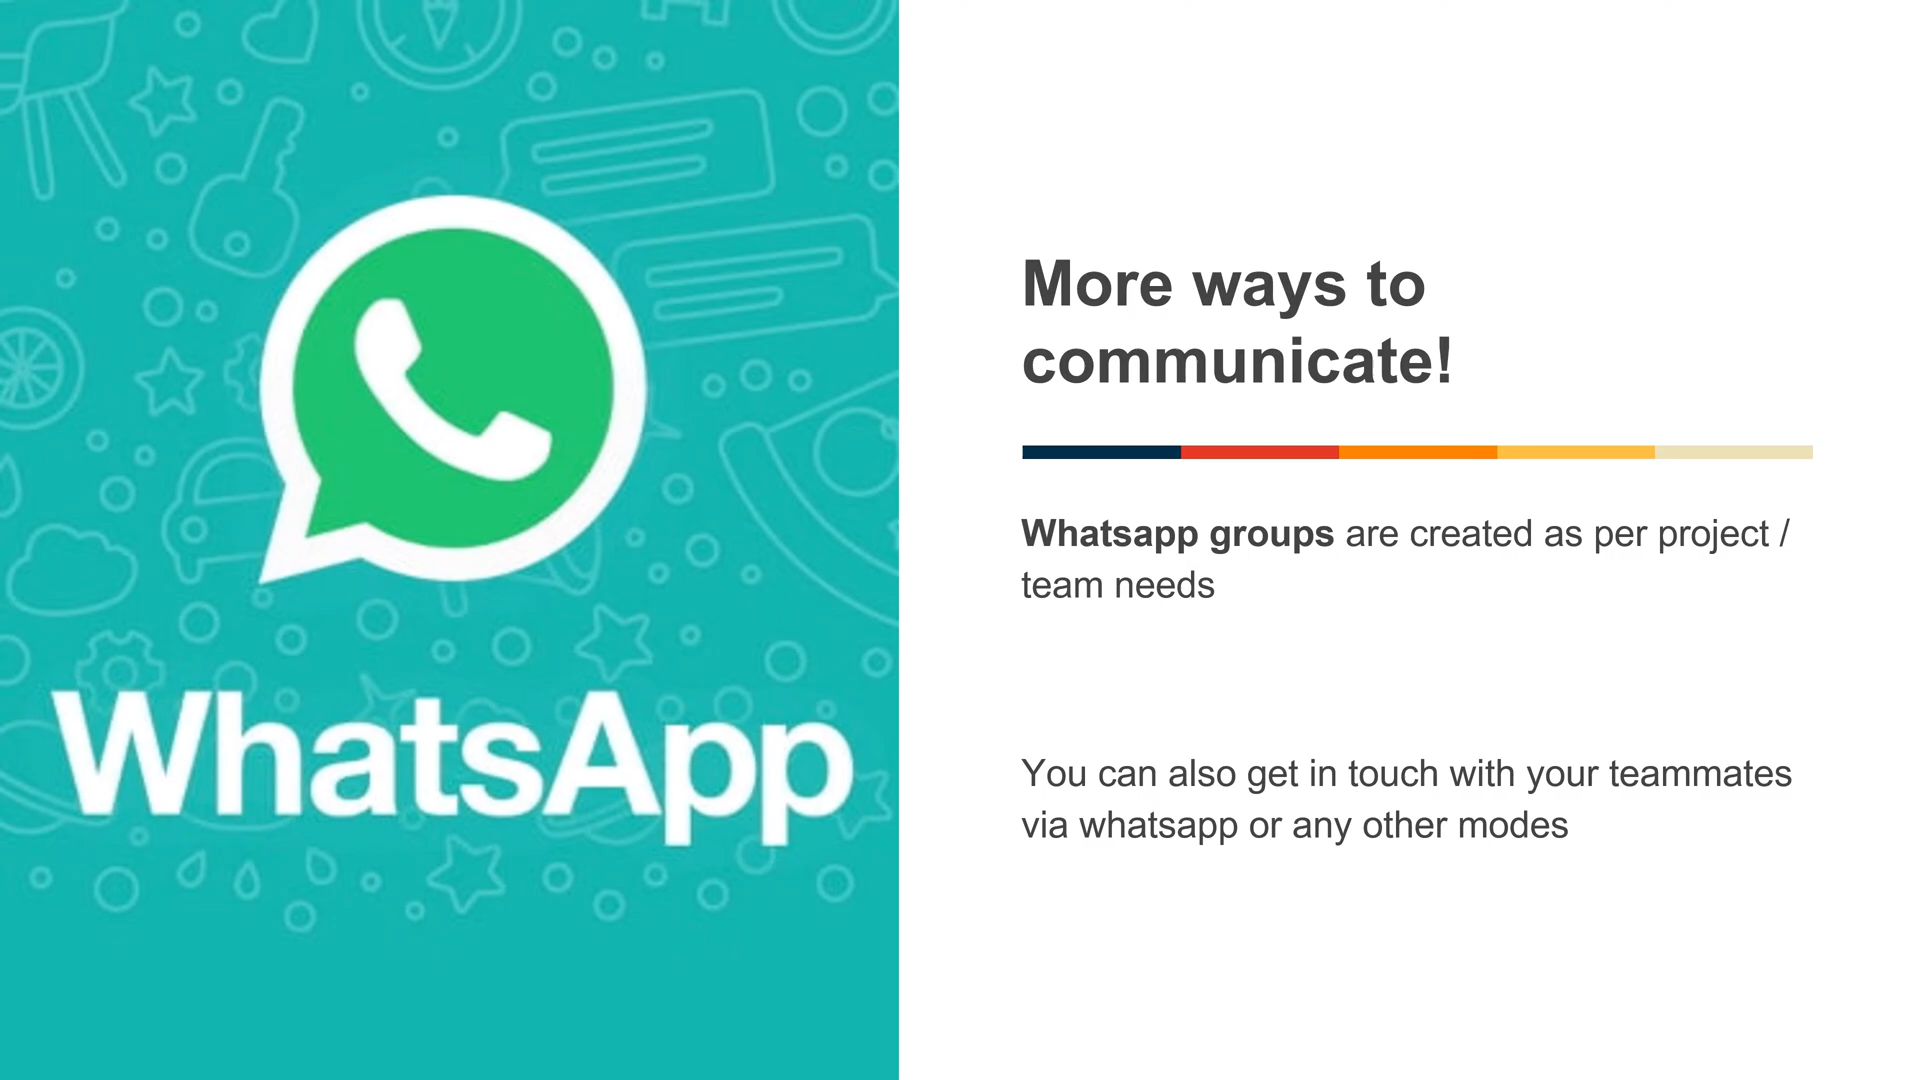 WhatsApp
More ways to
communicate!
Whatsapp groups are created as per project /
team needs
You can also get in touch with your teammates
via whatsapp or any other modes